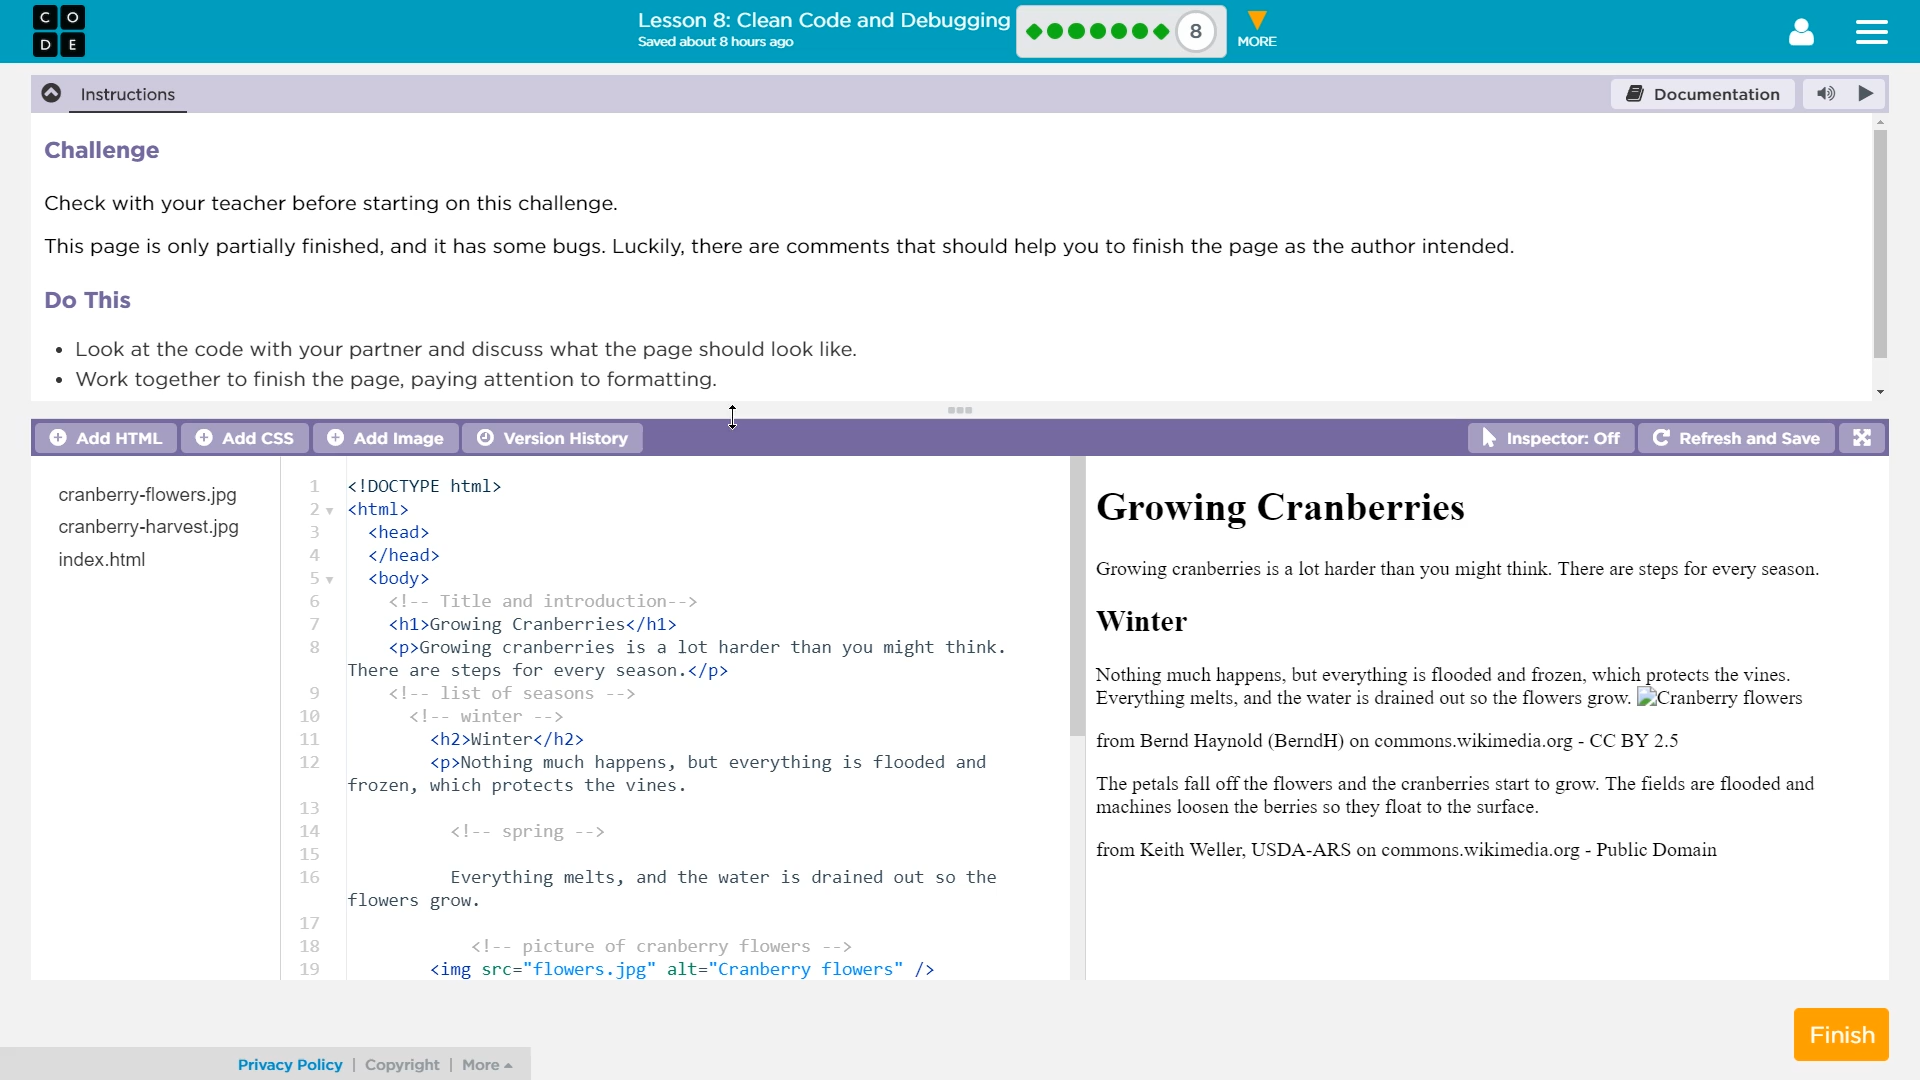 CODE
Lesson 8: Clean Code and Debugging
Saved about 8 hours ago
8
MORE
Instructions
Documentation
Challenge
Check with your teacher before starting on this challenge.
This page is only partially finished, and it has some bugs. Luckily, there are comments that should help you to finish the page as the author intended.
Do This
• Look at the code with your partner and discuss what the page should look like.
• Work together to finish the page, paying attention to formatting.
Add HTML
Add CSS
Add Image
Version History
Inspector: Off
Refresh and Save
cranberry-flowers.jpg
cranberry-harvest.jpg
index.html
1 <!DOCTYPE html>
2 <html>
3 <head>
4 </head>
5 <body>
6 <!-- Title and introduction-->
7 <h1>Growing Cranberries</h1>
8 <p>Growing cranberries is a lot harder than you might think.
There are steps for every season.</p>
9 <!-- list of seasons -->
10 <!-- winter -->
11 <h2>Winter</h2>
12 <p>Nothing much happens, but everything is flooded and
frozen, which protects the vines.
13
14 <!-- spring -->
15
16 Everything melts, and the water is drained out so the
flowers grow.
17
18 <!-- picture of cranberry flowers -->
19 <img src="flowers.jpg" alt="Cranberry flowers" />
Growing Cranberries
Growing cranberries is a lot harder than you might think. There are steps for every season.
Winter
Nothing much happens, but everything is flooded and frozen, which protects the vines.
Everything melts, and the water is drained out so the flowers grow. Cranberry flowers
from Bernd Haynold (BerndH) on commons.wikimedia.org - CC BY 2.5
The petals fall off the flowers and the cranberries start to grow. The fields are flooded and
machines loosen the berries so they float to the surface.
from Keith Weller, USDA-ARS on commons.wikimedia.org - Public Domain
Finish
Privacy Policy | Copyright | More